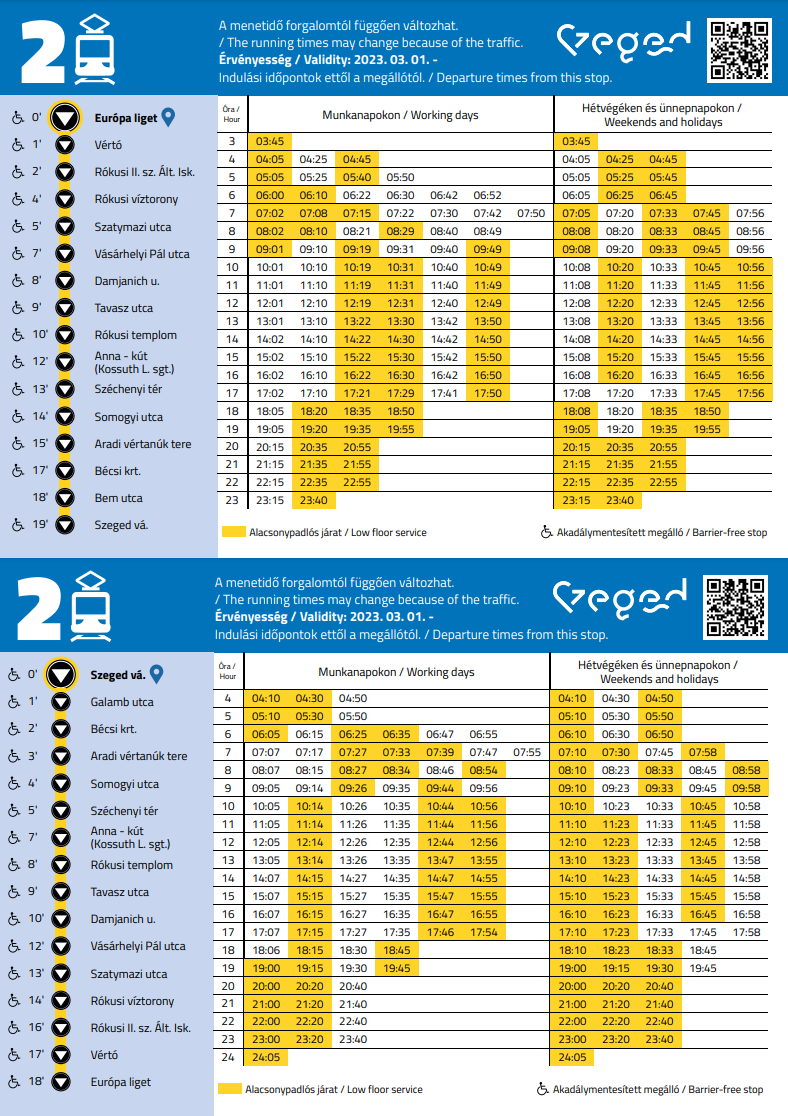 2
A menetidő forgalomtól függően változhat.
/ The running times may change because of the traffic.
Érvényesség / Validity: 2023. 03. 01. -
Indulási időpontok ettől a megállótól. / Departure times from this stop.
Szeged
0' Európa liget
1' Vértó
2' Rókusi II. sz. Ált. Isk.
4' Rókusi víztorony
5' Szatymazi utca
7' Vásárhelyi Pál utca
8' Damjanich u.
9' Tavasz utca
10' Rókusi templom
12' Anna - kút
(Kossuth L. sgt.)
13' Széchenyi tér
14' Somogyi utca
15' Aradi vértanúk tere
17' Bécsi krt.
18' Bem utca
19' Szeged vá.
Óra /
Hour
Munkanapokon / Working days
Hétvégéken és ünnepnapokon /
Weekends and holidays
3 03:45 03:45
4 04:05 04:25 04:45 04:05 04:25 04:45
5 05:05 05:25 05:40 05:50 05:05 05:25 05:45
6 06:00 06:10 06:22 06:30 06:42 06:52 06:05 06:25 06:45
7 07:02 07:08 07:15 07:22 07:30 07:42 07:50 07:05 07:20 07:33 07:45 07:56
8 08:02 08:10 08:21 08:29 08:40 08:49 08:08 08:20 08:33 08:45 08:56
9 09:01 09:10 09:19 09:31 09:40 09:49 09:08 09:20 09:33 09:45 09:56
10 10:01 10:10 10:19 10:31 10:40 10:49 10:08 10:20 10:33 10:45 10:56
11 11:01 11:10 11:19 11:31 11:40 11:49 11:08 11:20 11:33 11:45 11:56
12 12:01 12:10 12:19 12:31 12:40 12:49 12:08 12:20 12:33 12:45 12:56
13 13:01 13:10 13:22 13:30 13:42 13:50 13:08 13:20 13:33 13:45 13:56
14 14:02 14:10 14:22 14:30 14:42 14:50 14:08 14:20 14:33 14:45 14:56
15 15:02 15:10 15:22 15:30 15:42 15:50 15:08 15:20 15:33 15:45 15:56
16 16:02 16:10 16:22 16:30 16:42 16:50 16:08 16:20 16:33 16:45 16:56
17 17:02 17:10 17:21 17:29 17:41 17:50 17:08 17:20 17:33 17:45 17:56
18 18:05 18:20 18:35 18:50 18:08 18:20 18:35 18:50
19 19:05 19:20 19:35 19:55 19:05 19:20 19:35 19:55
20 20:15 20:35 20:55 20:15 20:35 20:55
21 21:15 21:35 21:55 21:15 21:35 21:55
22 22:15 22:35 22:55 22:15 22:35 22:55
23 23:15 23:40 23:15 23:40
Alacsonypadlós járat / Low floor service
Akadálymentesített megálló / Barrier-free stop
2
A menetidő forgalomtól függően változhat.
/ The running times may change because of the traffic.
Érvényesség / Validity: 2023. 03. 01. -
Indulási időpontok ettől a megállótól. / Departure times from this stop.
Szeged
0' Szeged vá.
1' Galamb utca
2' Bécsi krt.
3' Aradi vértanúk tere
4' Somogyi utca
5' Széchenyi tér
7' Anna - kút
(Kossuth L. sgt.)
8' Rókusi templom
9' Tavasz utca
10' Damjanich u.
12' Vásárhelyi Pál utca
13' Szatymazi utca
14' Rókusi víztorony
16' Rókusi II. sz. Ált. Isk.
17' Vértó
18' Európa liget
Óra /
Hour
Munkanapokon / Working days
Hétvégéken és ünnepnapokon /
Weekends and holidays
4 04:10 04:30 04:50 04:10 04:30 04:50
5 05:10 05:30 05:50 05:10 05:30 05:50
6 06:05 06:15 06:25 06:35 06:47 06:55 06:10 06:30 06:50
7 07:07 07:17 07:27 07:33 07:39 07:47 07:55 07:10 07:30 07:45 07:58
8 08:07 08:15 08:27 08:34 08:46 08:54 08:10 08:23 08:33 08:45 08:58
9 09:05 09:14 09:26 09:35 09:44 09:56 09:10 09:23 09:33 09:45 09:58
10 10:05 10:14 10:26 10:35 10:44 10:56 10:10 10:23 10:33 10:45 10:58
11 11:05 11:14 11:26 11:35 11:44 11:56 11:10 11:23 11:33 11:45 11:58
12 12:05 12:14 12:26 12:35 12:44 12:56 12:10 12:23 12:33 12:45 12:58
13 13:05 13:14 13:26 13:35 13:47 13:55 13:10 13:23 13:33 13:45 13:58
14 14:07 14:15 14:27 14:35 14:47 14:55 14:10 14:23 14:33 14:45 14:58
15 15:07 15:15 15:27 15:35 15:47 15:55 15:10 15:23 15:33 15:45 15:58
16 16:07 16:15 16:27 16:35 16:47 16:55 16:10 16:23 16:33 16:45 16:58
17 17:07 17:15 17:27 17:35 17:46 17:54 17:10 17:23 17:33 17:45 17:58
18 18:06 18:15 18:30 18:45 18:10 18:23 18:33 18:45
19 19:00 19:15 19:30 19:45 19:00 19:15 19:30 19:45
20 20:00 20:20 20:40 20:00 20:20 20:40
21 21:00 21:20 21:40 21:00 21:20 21:40
22 22:00 22:20 22:40 22:00 22:20 22:40
23 23:00 23:20 23:40 23:00 23:20 23:40
24 24:05 24:05
Alacsonypadlós járat / Low floor service
Akadálymentesített megálló / Barrier-free stop